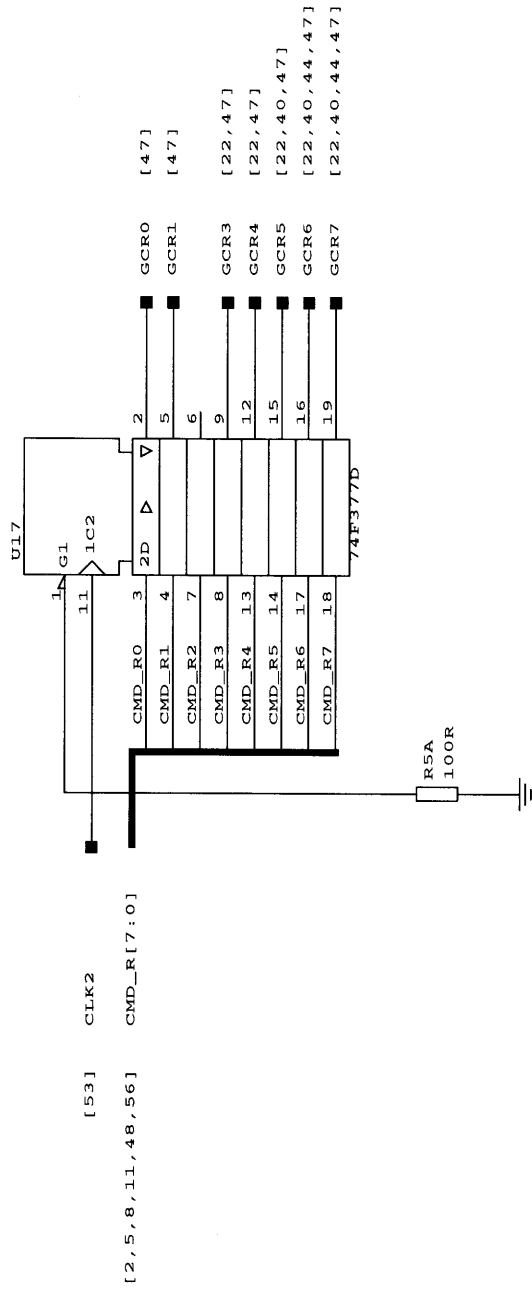 U17
1 G1
[53] CLK2 11 1C2
[2,5,8,11,48,56] CMD_R[7:0]
CMD_R0 3 2D 2 GCR0 [47]
CMD_R1 4 5 GCR1 [47]
CMD_R2 7 6
CMD_R3 8 9 GCR3 [22,47]
CMD_R4 13 12 GCR4 [22,47]
CMD_R5 14 15 GCR5 [22,40,47]
CMD_R6 17 16 GCR6 [22,40,44,47]
CMD_R7 18 19 GCR7 [22,40,44,47]
74F377D
R5A
100R